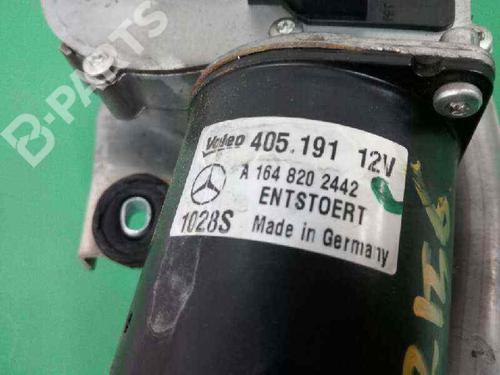 B-PARTS
Valeo 405.191 12V
A 164 820 2442
ENTSTOERT
1028S Made in Germany